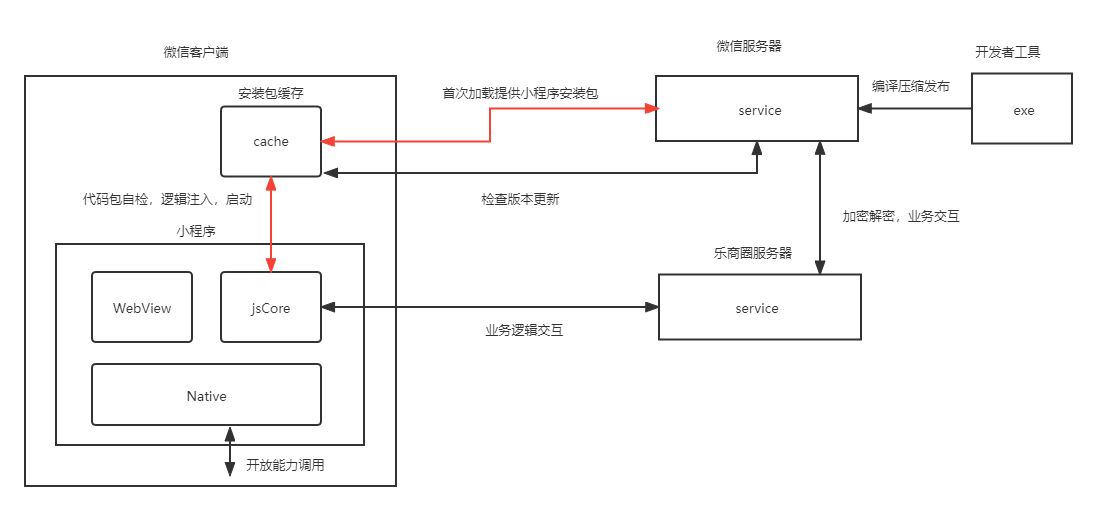 微信客户端
微信服务器
开发者工具
安装包缓存
首次加载提供小程序安装包
编译压缩发布
cache
service
exe
代码包自检，逻辑注入，启动
检查版本更新
加密解密，业务交互
小程序
乐商圈服务器
WebView
jsCore
service
业务逻辑交互
Native
开放能力调用